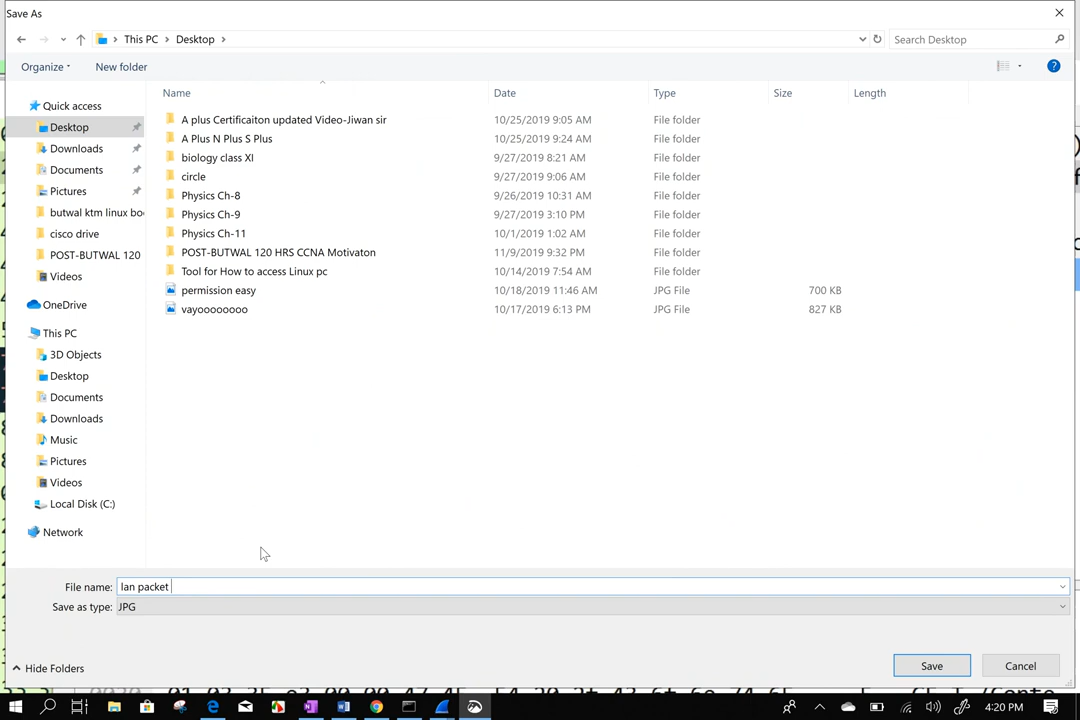 Save As
This PC > Desktop >
Search Desktop
Organize
New folder
Name Date Type Size Length
Quick access
Desktop
Downloads
Documents
Pictures
butwal ktm linux bo
cisco drive
POST-BUTWAL 120
Videos
OneDrive
This PC
3D Objects
Desktop
Documents
Downloads
Music
Pictures
Videos
Local Disk (C:)
Network
A plus Certificaiton updated Video-Jiwan sir 10/25/2019 9:05 AM File folder
A Plus N Plus S Plus 10/25/2019 9:24 AM File folder
biology class XI 9/27/2019 8:21 AM File folder
circle 9/27/2019 9:06 AM File folder
Physics Ch-8 9/26/2019 10:31 AM File folder
Physics Ch-9 9/27/2019 3:10 PM File folder
Physics Ch-11 10/1/2019 1:02 AM File folder
POST-BUTWAL 120 HRS CCNA Motivaton 11/9/2019 9:32 PM File folder
Tool for How to access Linux pc 10/14/2019 7:54 AM File folder
permission easy 10/18/2019 11:46 AM JPG File 700 KB
vayoooooooo 10/17/2019 6:13 PM JPG File 827 KB
File name: lan packet
Save as type: JPG
Hide Folders
Save
Cancel
4:20 PM